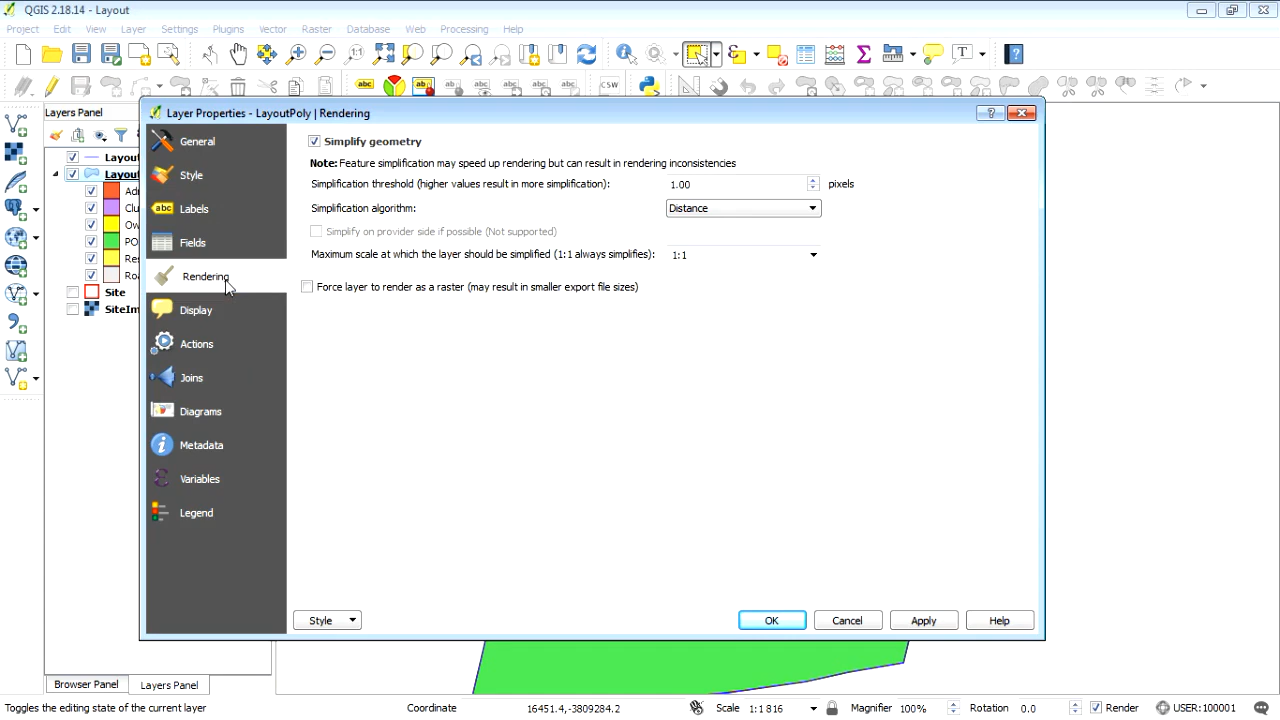 QGIS 2.18.14 - Layout
Project Edit View Layer Settings Plugins Vector Raster Database Web Processing Help
1:1
T
abc
CSW
Layers Panel
Layout
Layout
Site
Layer Properties - LayoutPoly | Rendering
General
Style
abc Labels
Fields
Rendering
Display
Actions
Joins
Diagrams
Metadata
Variables
Legend
Simplify geometry
Note: Feature simplification may speed up rendering but can result in rendering inconsistencies
Simplification threshold (higher values result in more simplification): 1.00 pixels
Simplification algorithm: Distance
Simplify on provider side if possible (Not supported)
Maximum scale at which the layer should be simplified (1:1 always simplifies): 1:1
Force layer to render as a raster (may result in smaller export file sizes)
Style OK Cancel Apply Help
Browser Panel Layers Panel
Toggles the editing state of the current layer Coordinate 16451.4,-3809284.2 Scale 1:1 816 Magnifier 100% Rotation 0.0 Render USER:100001